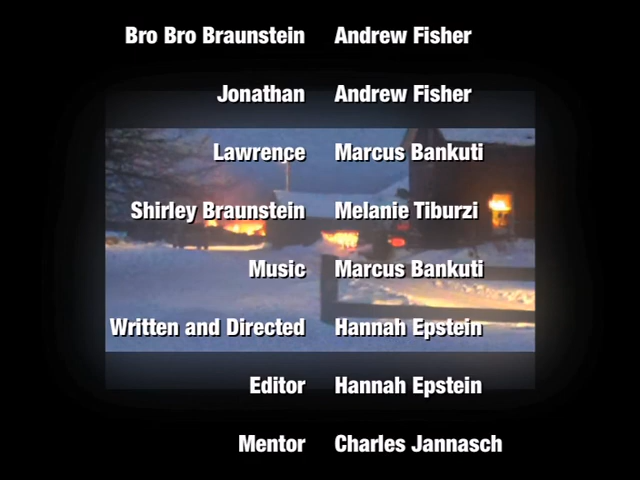 Bro Bro Braunstein Andrew Fisher
Jonathan Andrew Fisher
Lawrence Marcus Bankuti
Shirley Braunstein Melanie Tiburzi
Music Marcus Bankuti
Written and Directed Hannah Epstein
Editor Hannah Epstein
Mentor Charles Jannasch